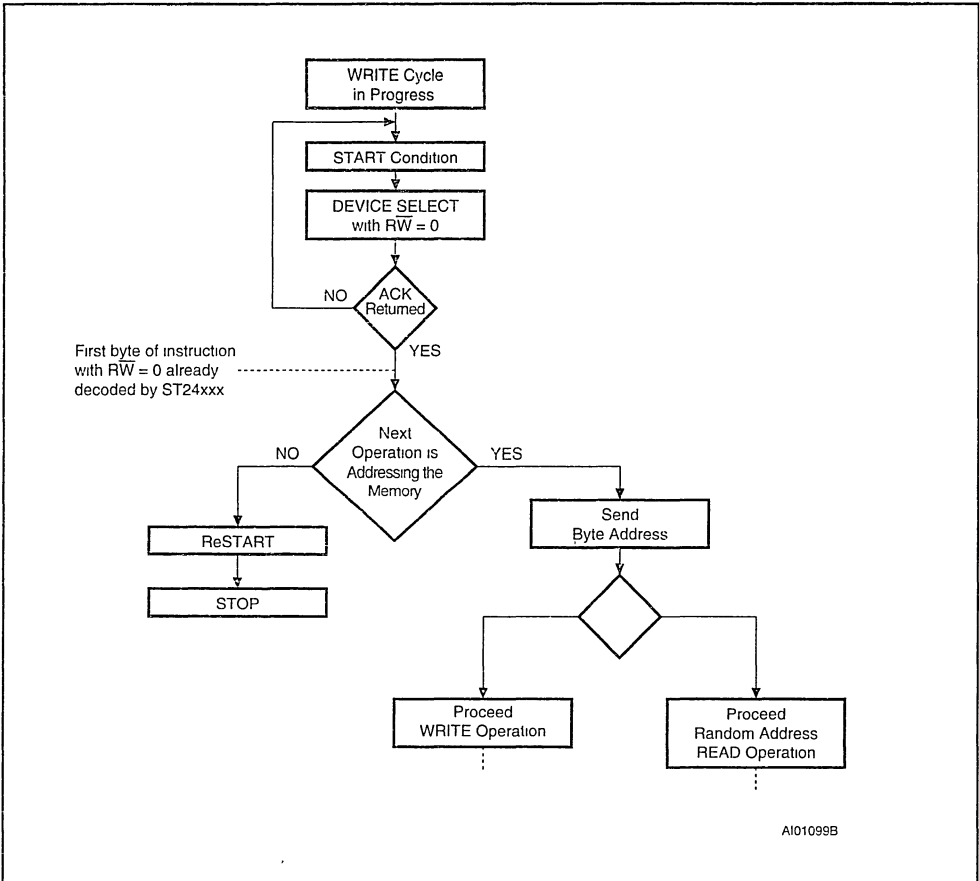 WRITE Cycle
in Progress
START Condition
DEVICE SELECT
with RW̅ = 0
NO
ACK
Returned
YES
First byte of instruction
with RW̅ = 0 already
decoded by ST24xxx
NO
Next
Operation is
Addressing the
Memory
YES
Send
Byte Address
ReSTART
STOP
Proceed
WRITE Operation
Proceed
Random Address
READ Operation
AI01099B